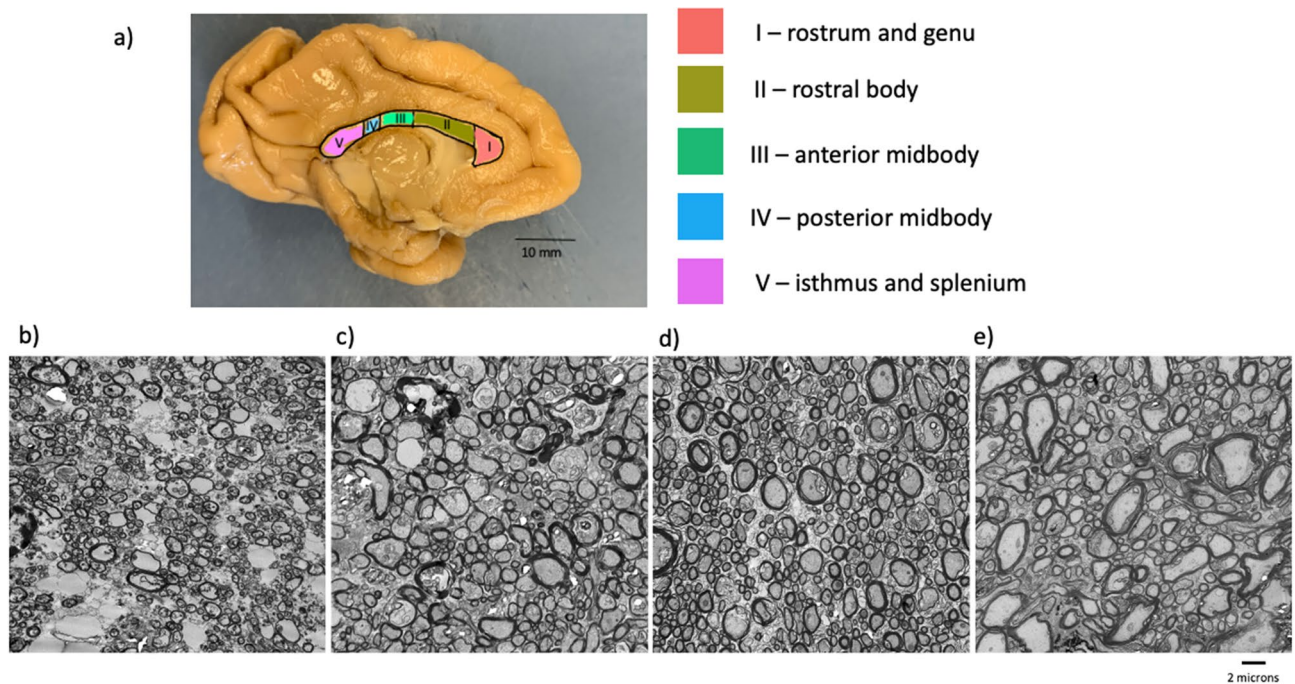 a)
I – rostrum and genu
II – rostral body
III – anterior midbody
IV – posterior midbody
V – isthmus and splenium
V
IV
III
II
I
10 mm
b)
c)
d)
e)
2 microns